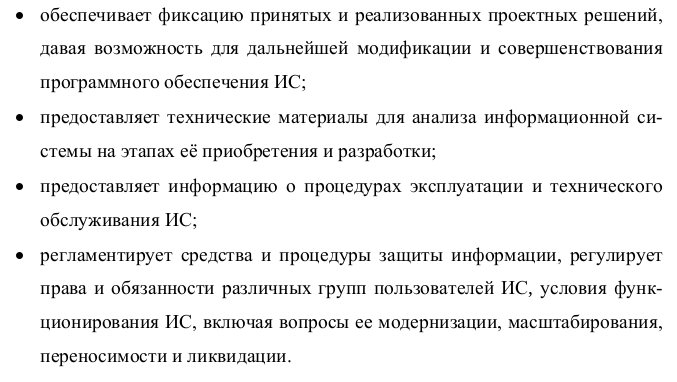 • обеспечивает фиксацию принятых и реализованных проектных решений,
давая возможность для дальнейшей модификации и совершенствования
программного обеспечения ИС;
• предоставляет технические материалы для анализа информационной си-
стемы на этапах её приобретения и разработки;
• предоставляет информацию о процедурах эксплуатации и технического
обслуживания ИС;
• регламентирует средства и процедуры защиты информации, регулирует
права и обязанности различных групп пользователей ИС, условия функ-
ционирования ИС, включая вопросы ее модернизации, масштабирования,
переносимости и ликвидации.